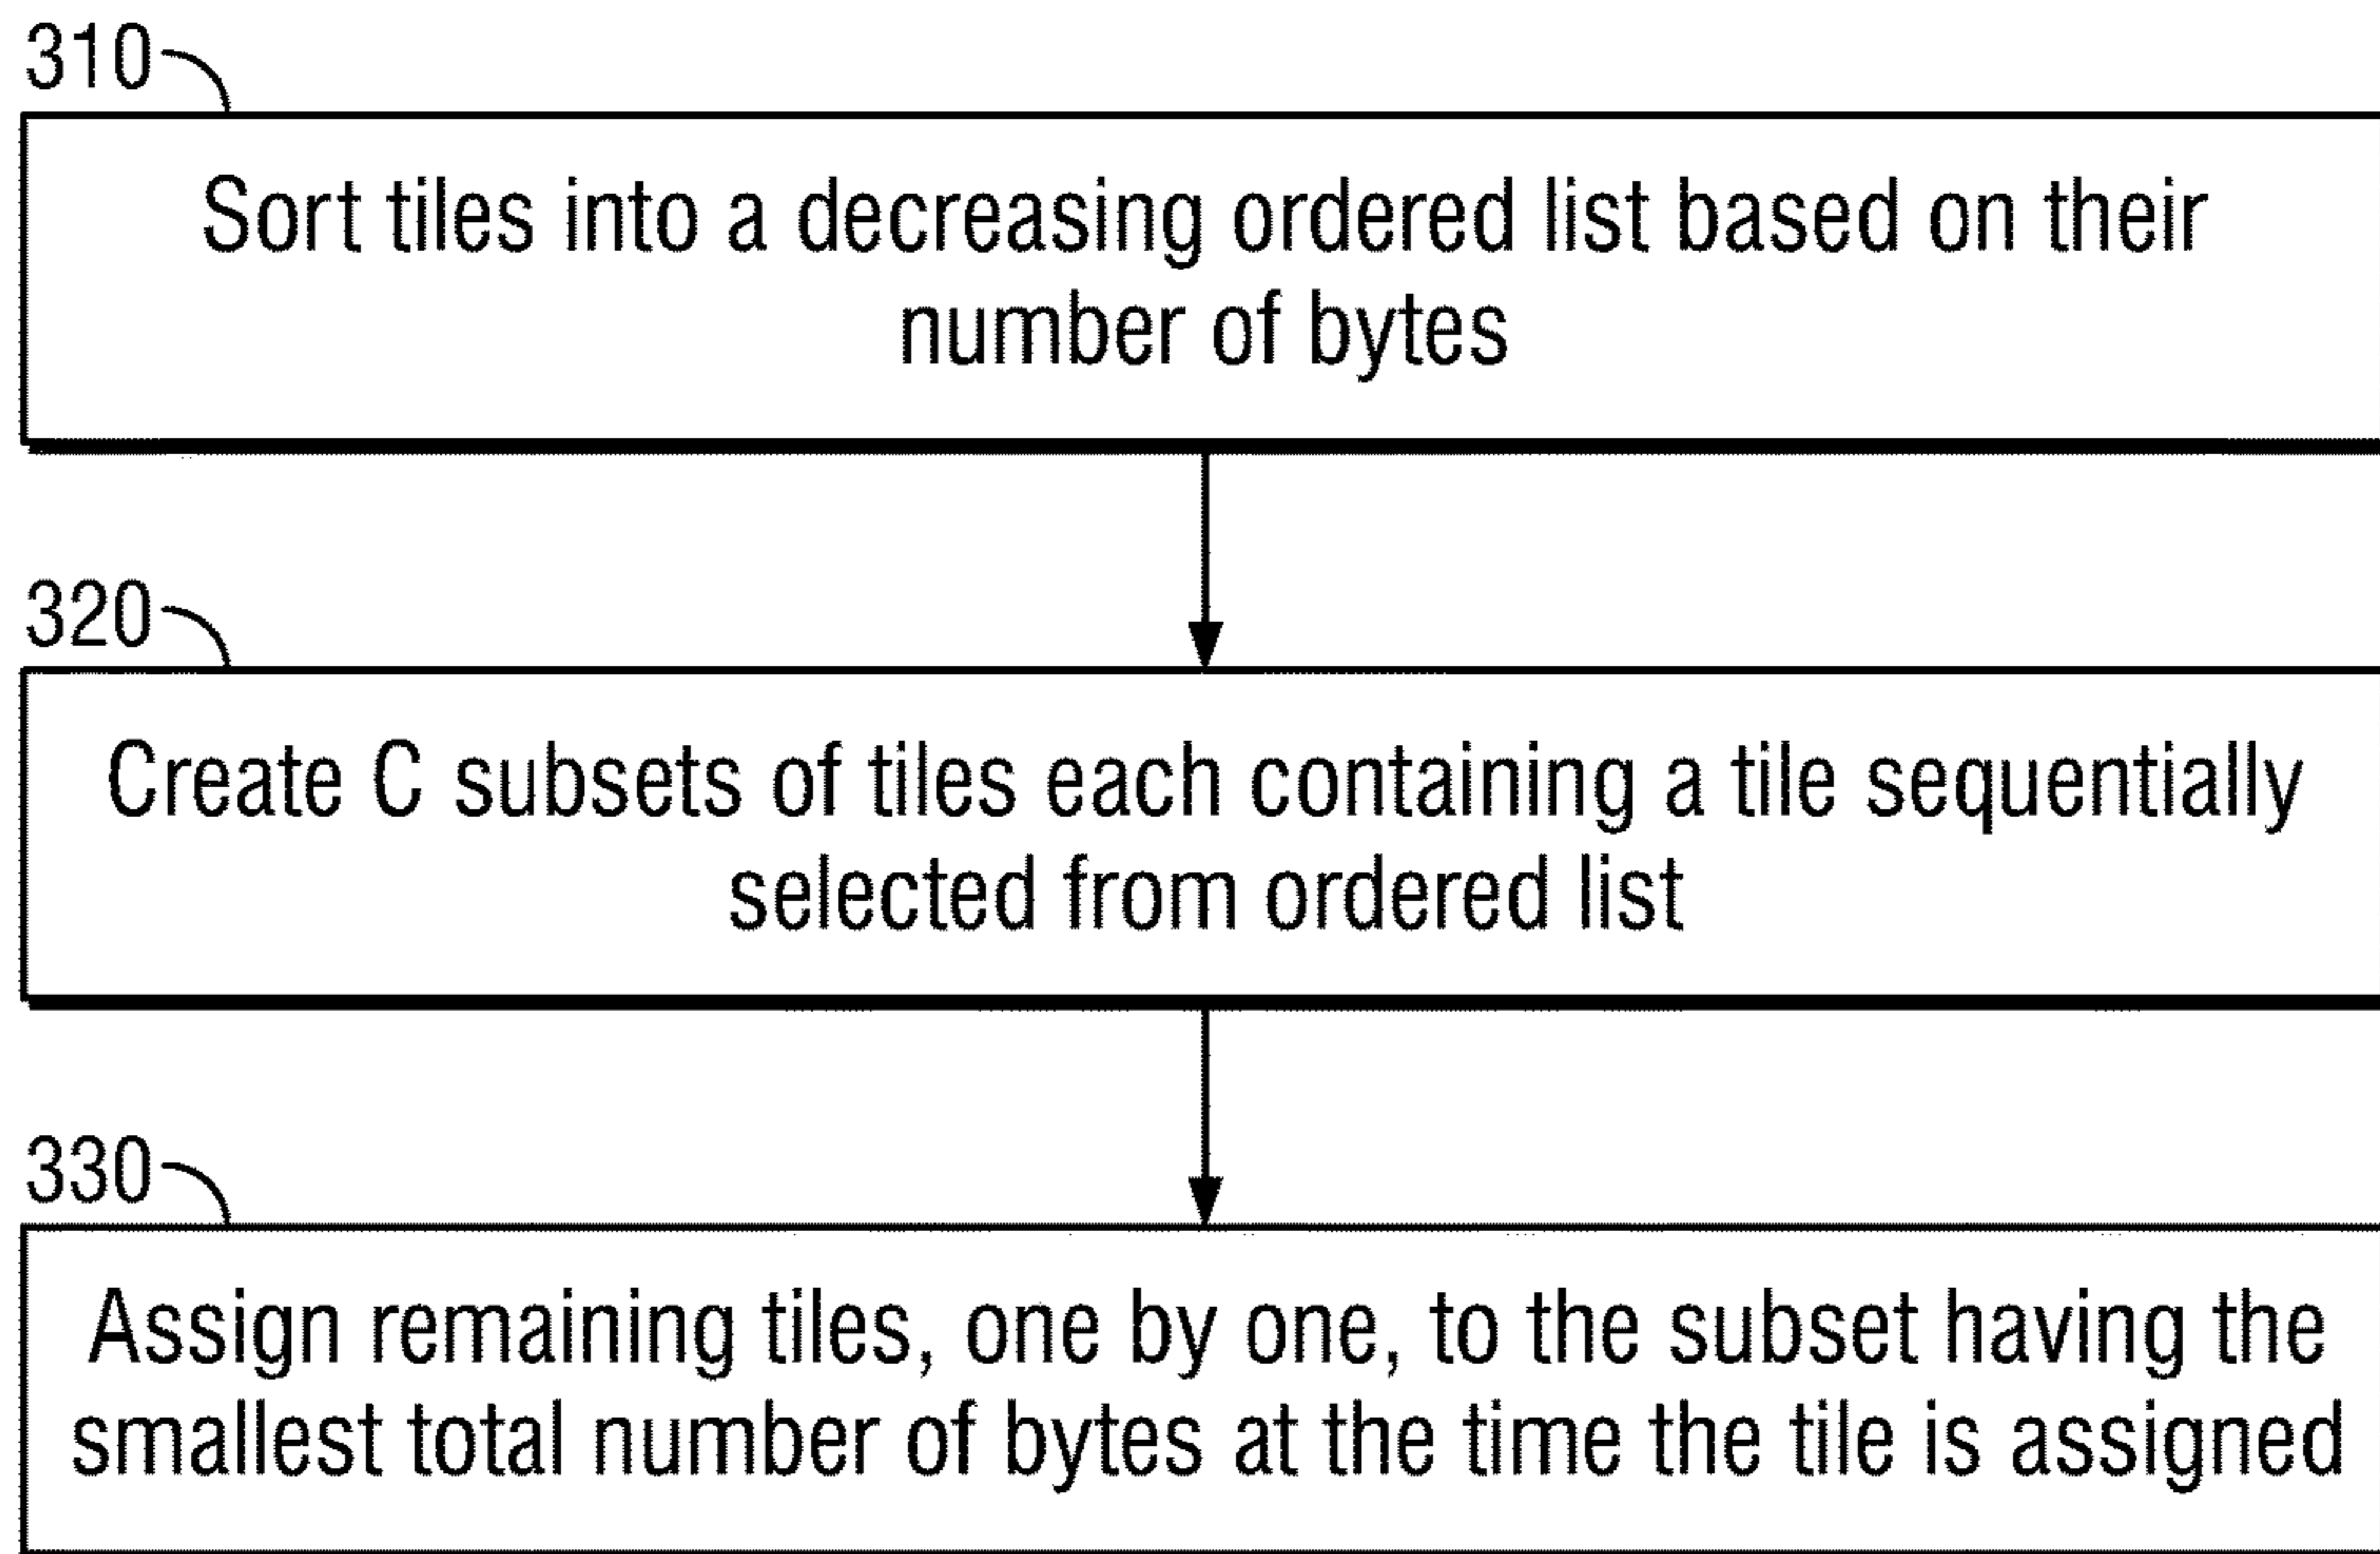 310
Sort tiles into a decreasing ordered list based on their
number of bytes
320
Create C subsets of tiles each containing a tile sequentially
selected from ordered list
330
Assign remaining tiles, one by one, to the subset having the
smallest total number of bytes at the time the tile is assigned